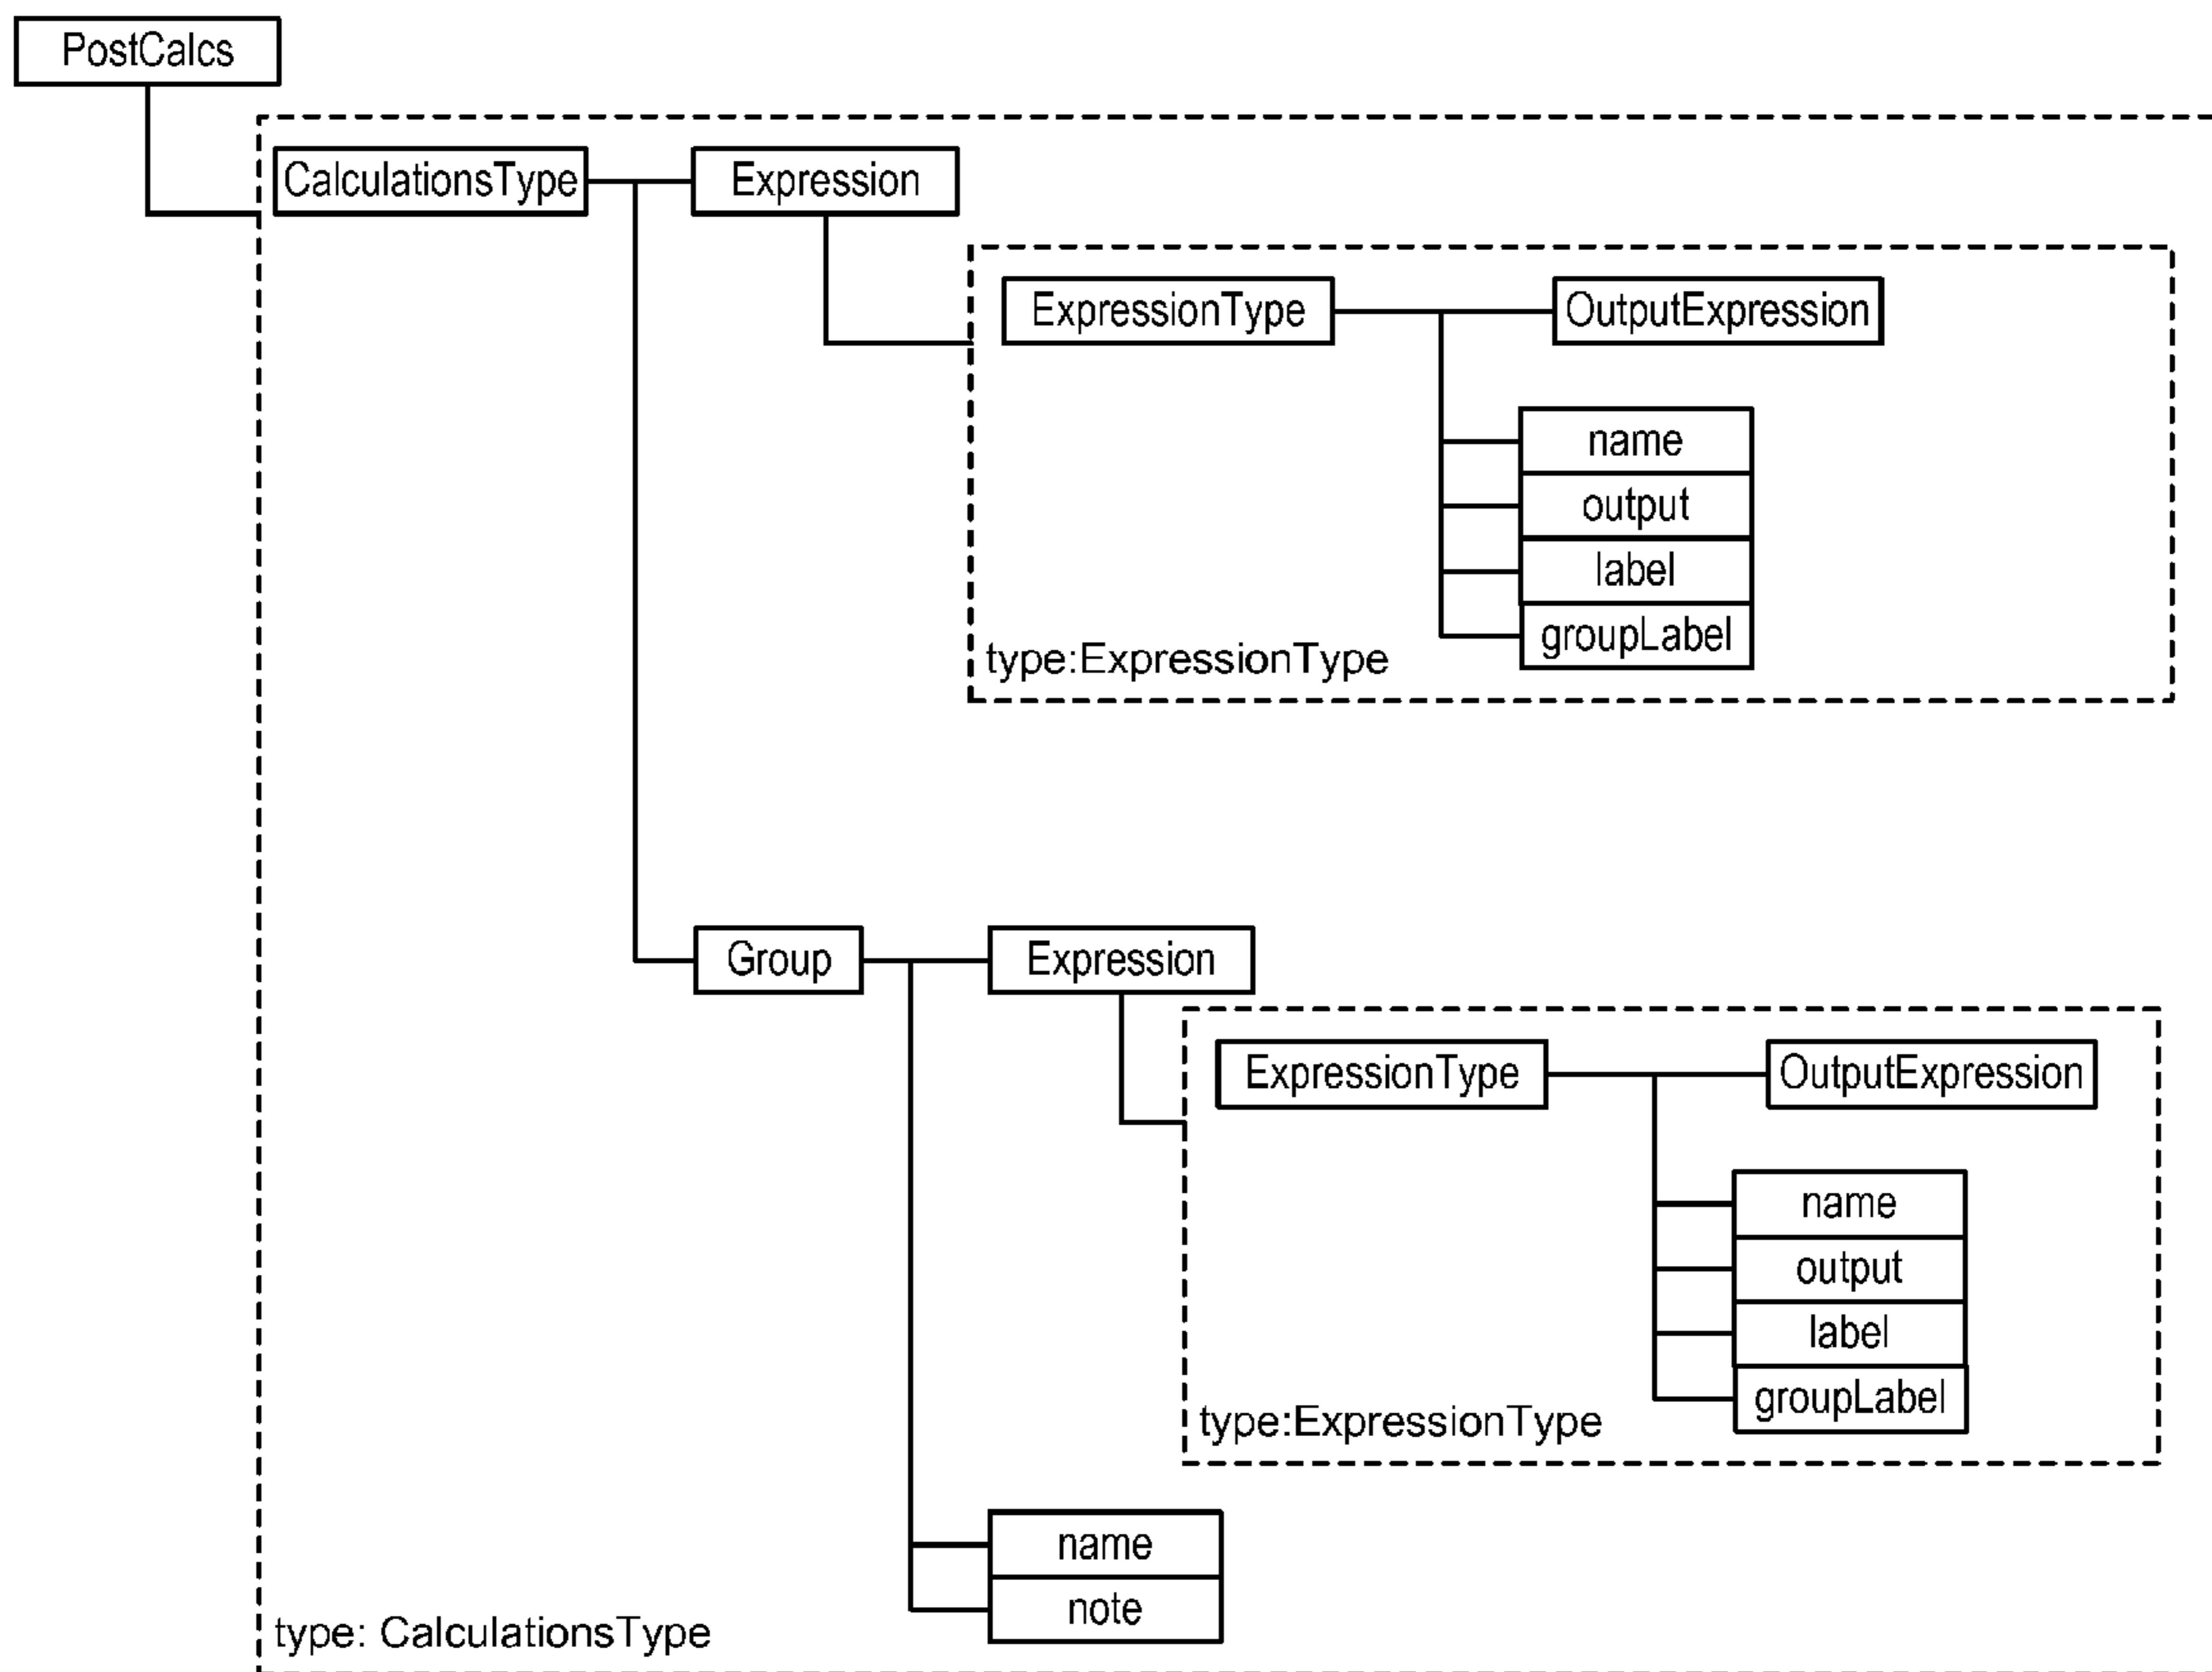 PostCalcs
CalculationsType
Expression
ExpressionType
OutputExpression
name
output
label
groupLabel
type:ExpressionType
Group
Expression
ExpressionType
OutputExpression
name
output
label
groupLabel
type:ExpressionType
name
note
type: CalculationsType